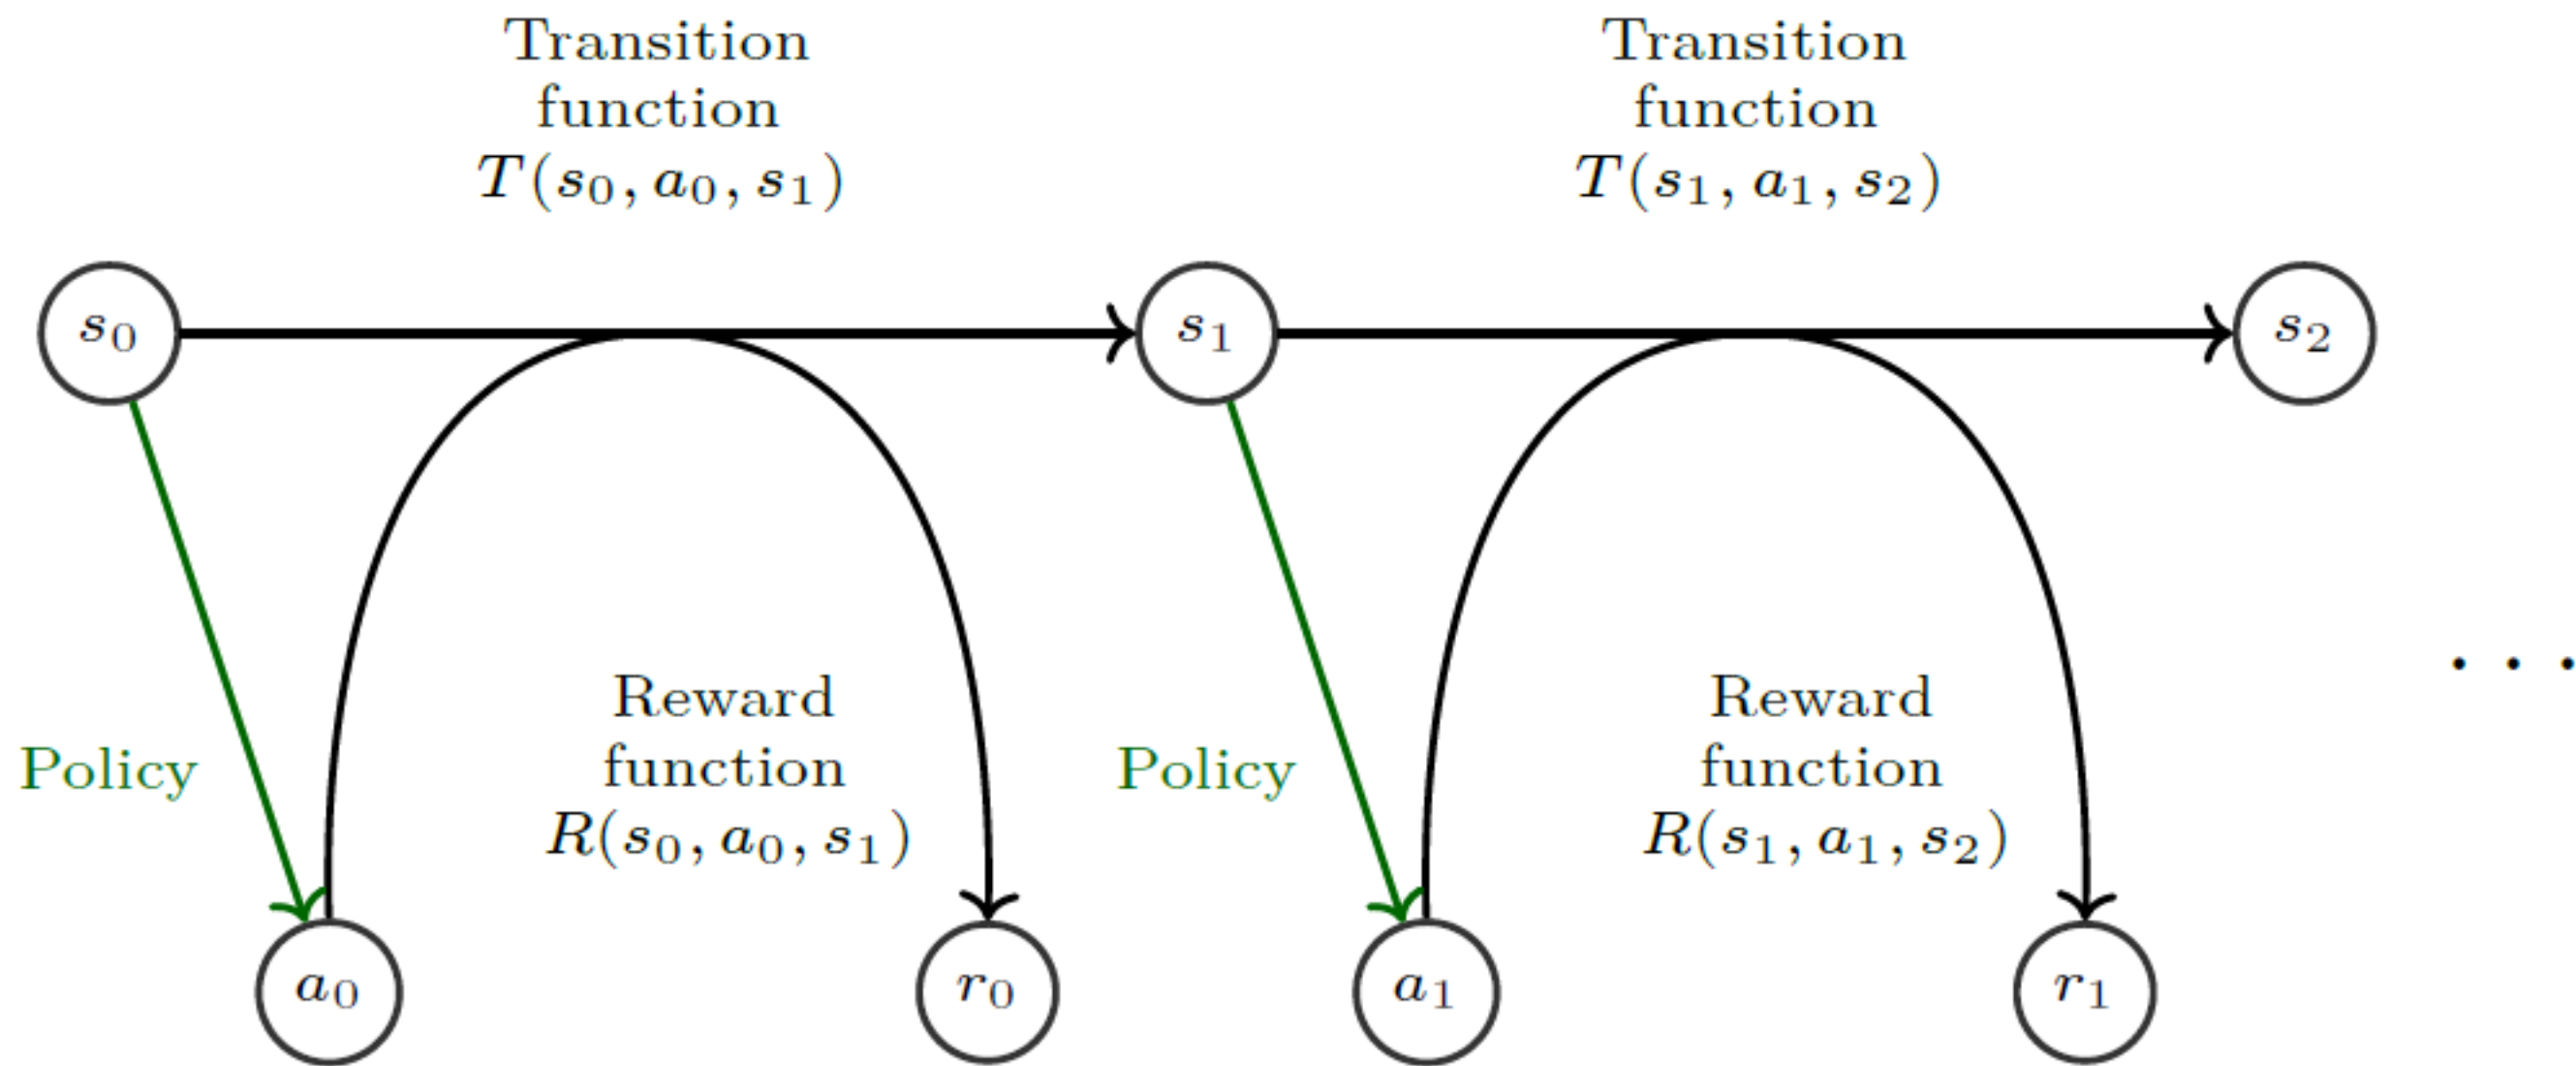 Transition
function
T(s₀, a₀, s₁)
Transition
function
T(s₁, a₁, s₂)
s₀
s₁
s₂
Policy
Reward
function
R(s₀, a₀, s₁)
Policy
Reward
function
R(s₁, a₁, s₂)
. . .
a₀
r₀
a₁
r₁